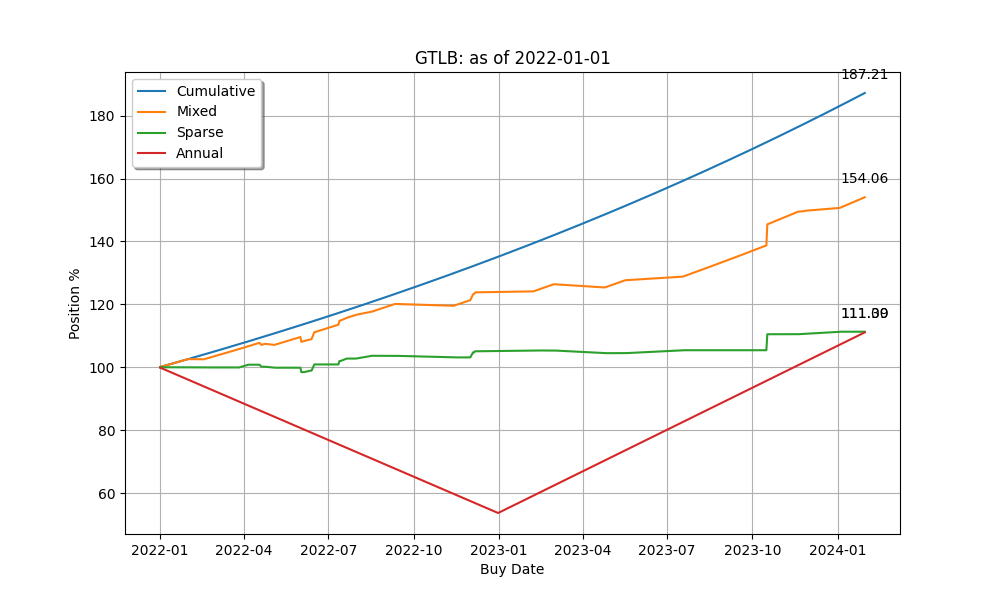 GTLB: as of 2022-01-01
187.21
Cumulative
Mixed
Sparse
Annual
180
160
154.06
140
120
100
80
60
Position %
2022-01 2022-04 2022-07 2022-10 2023-01 2023-04 2023-07 2023-10 2024-01
Buy Date